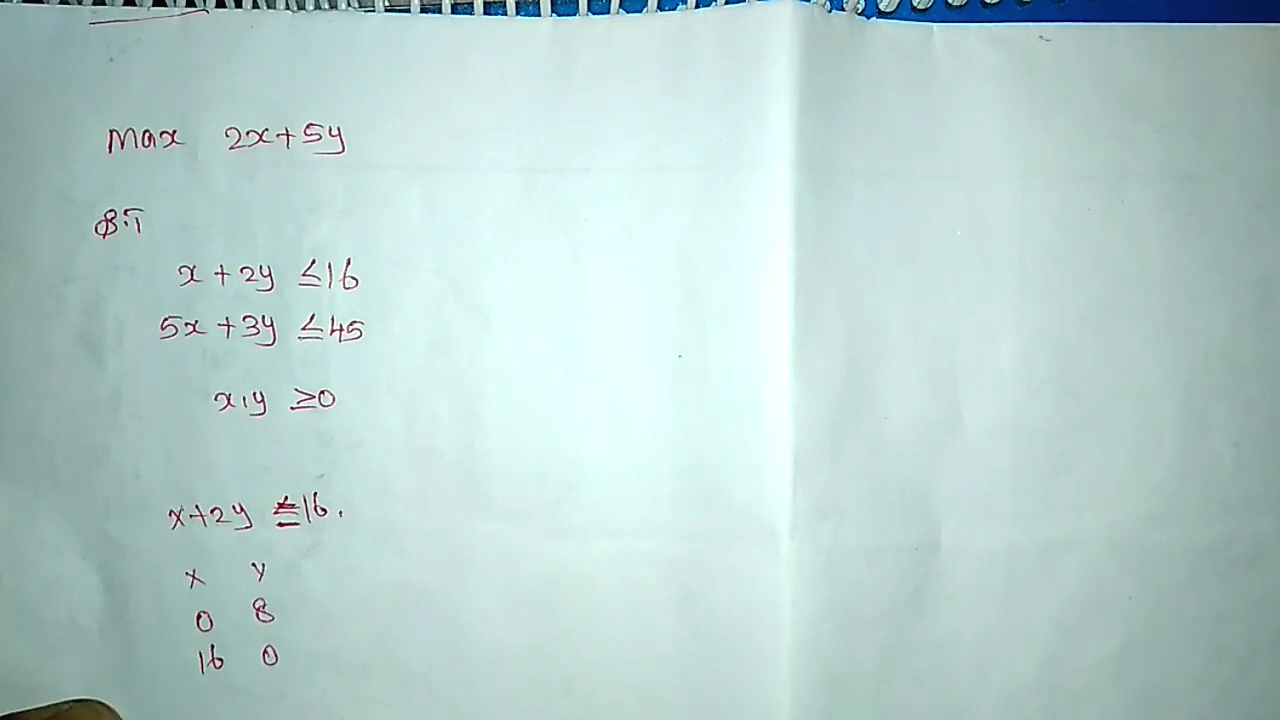 Max 2x+5y
S.T
x + 2y ≤ 16
5x + 3y ≤ 45
x, y ≥ 0
x+2y = 16.
x y
0 8
16 0